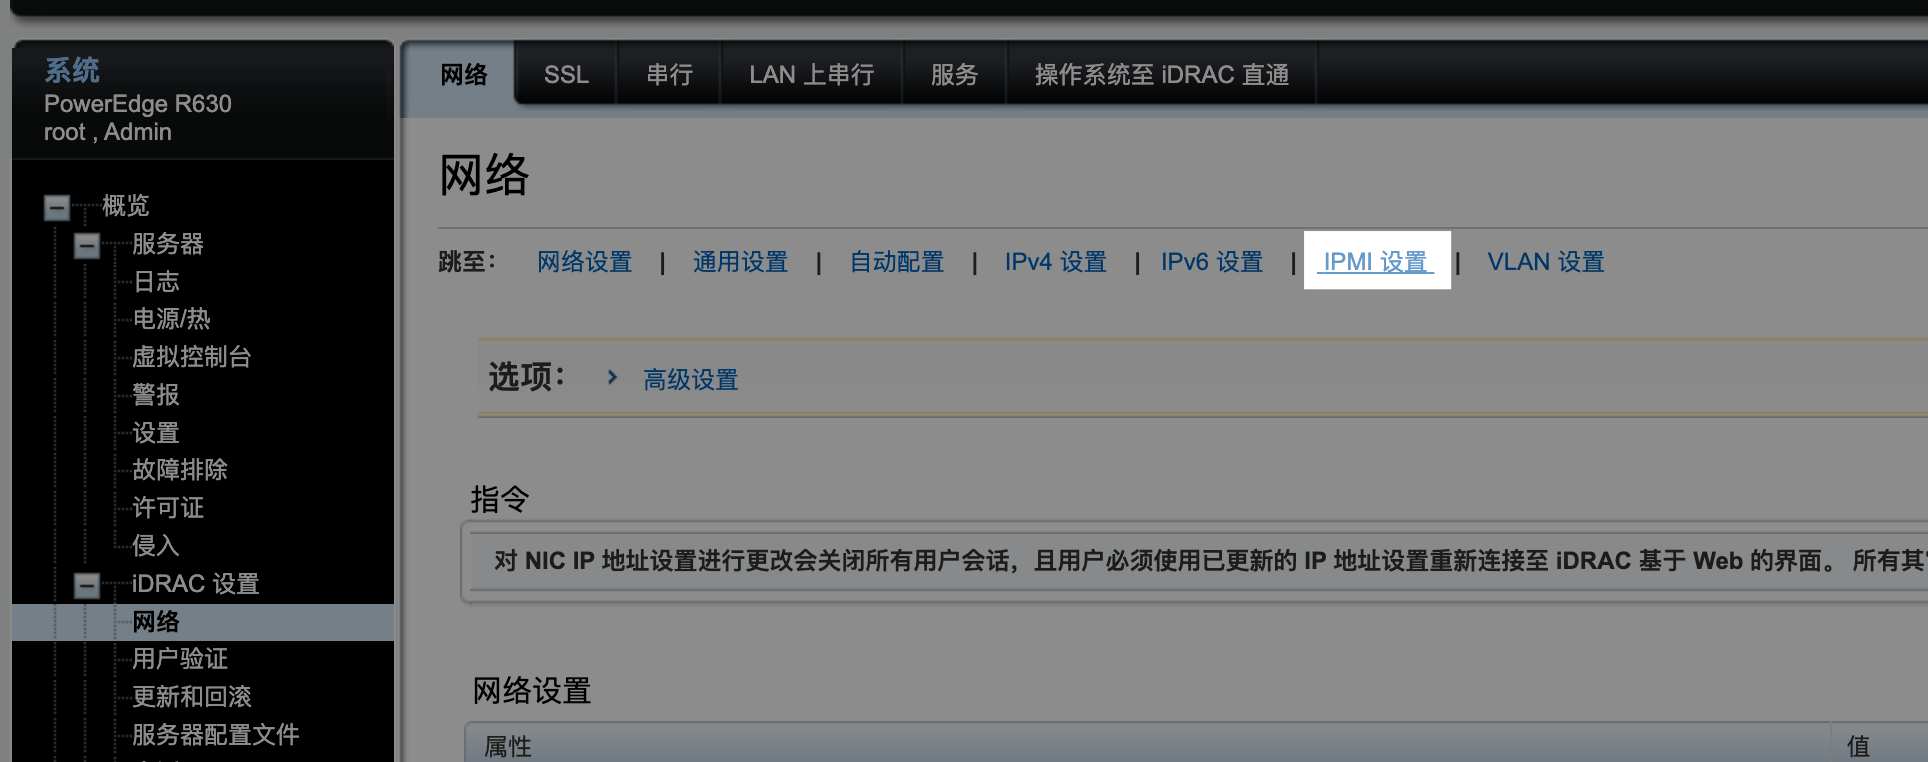 系统
PowerEdge R630
root , Admin
概览
服务器
日志
电源/热
虚拟控制台
警报
设置
故障排除
许可证
侵入
iDRAC 设置
网络
用户验证
更新和回滚
服务器配置文件
网络 SSL 串行 LAN 上串行 服务 操作系统至 iDRAC 直通
网络
跳至： 网络设置 | 通用设置 | 自动配置 | IPv4 设置 | IPv6 设置 | IPMI 设置 | VLAN 设置
选项： 高级设置
指令
对 NIC IP 地址设置进行更改会关闭所有用户会话，且用户必须使用已更新的 IP 地址设置重新连接至 iDRAC 基于 Web 的界面。 所有其
网络设置
属性 值